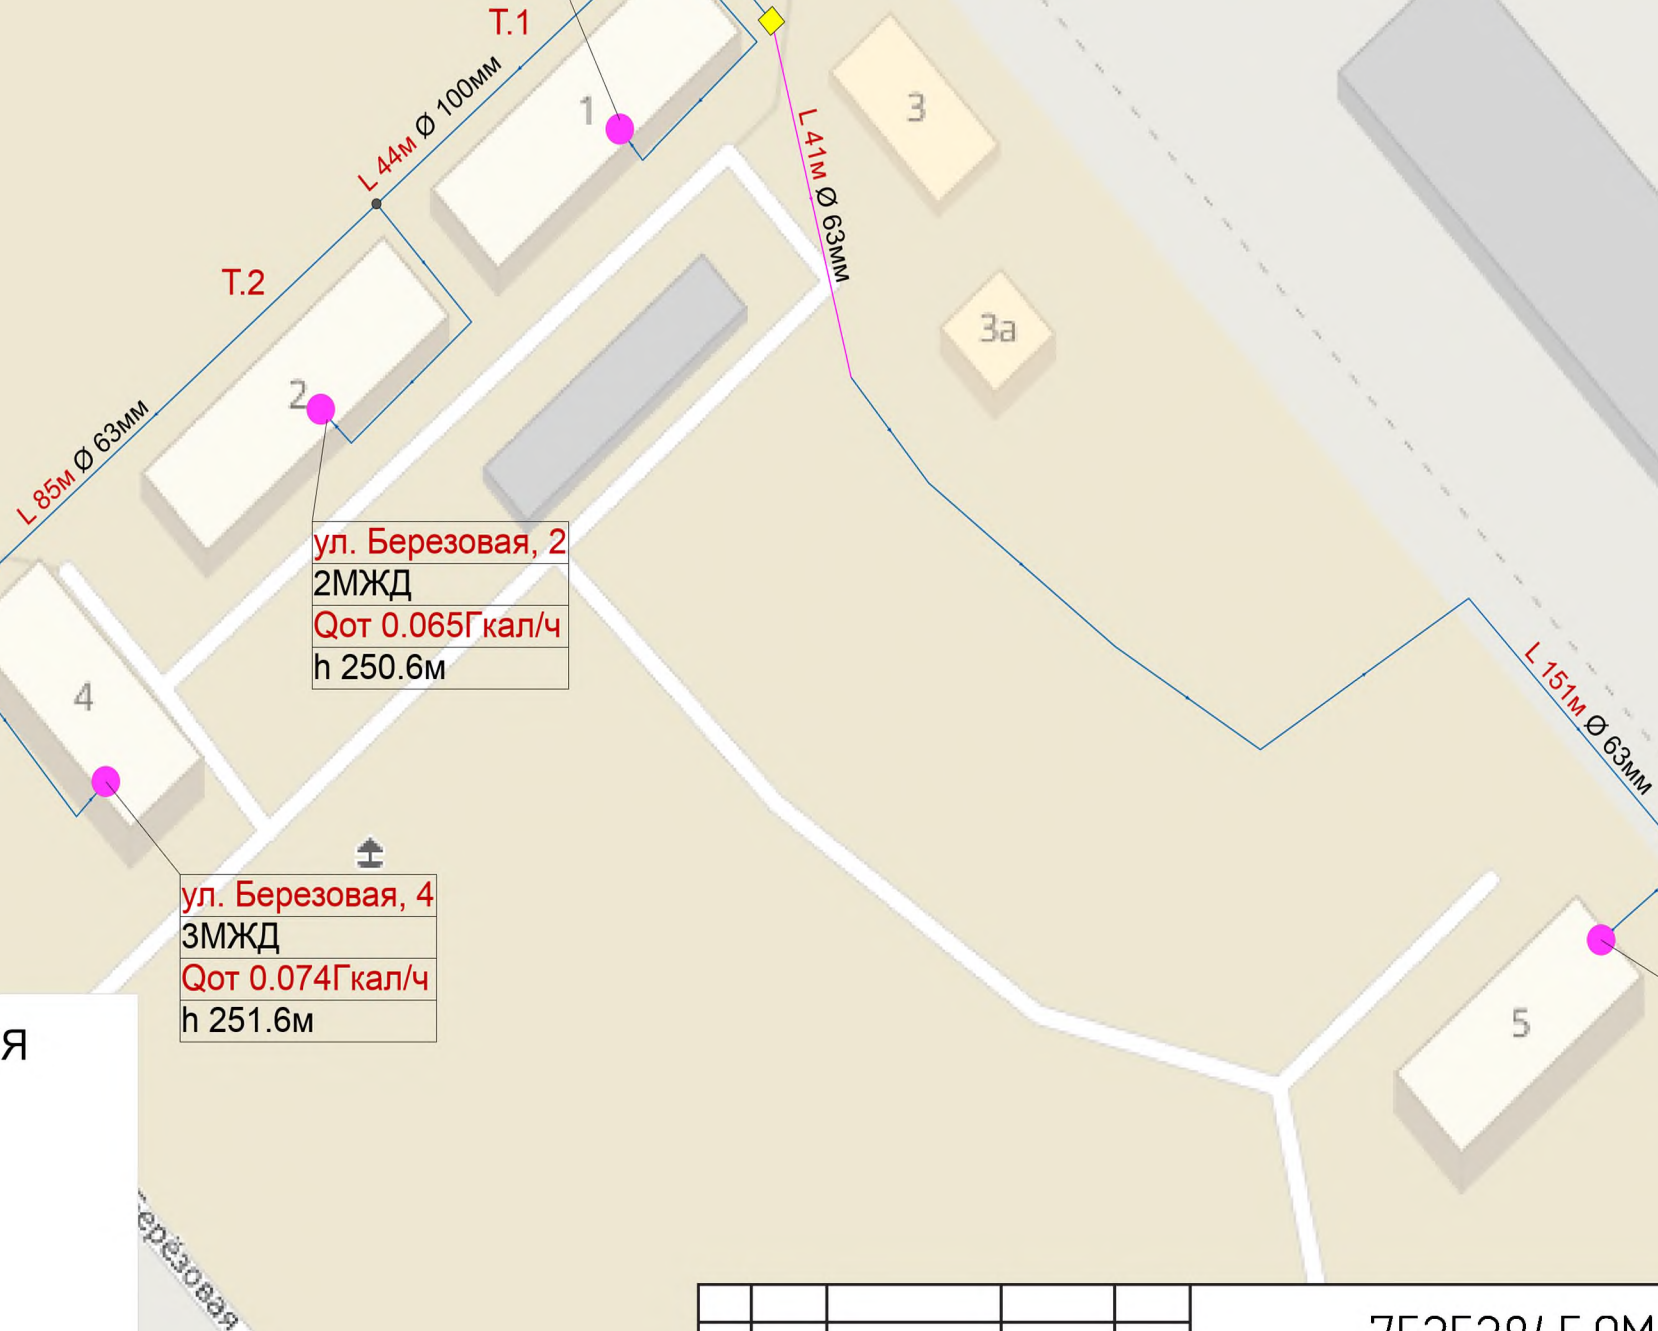 Т.1
L 44м Ø 100мм
1
3
L 41м Ø 63мм
Т.2
3а
2
L 85м Ø 63мм
ул. Березовая, 2
2МЖД
Qот 0.065Гкал/ч
h 250.6м
4
L 151м Ø 63мм
ул. Березовая, 4
3МЖД
Qот 0.074Гкал/ч
h 251.6м
5
я
ерёзовая